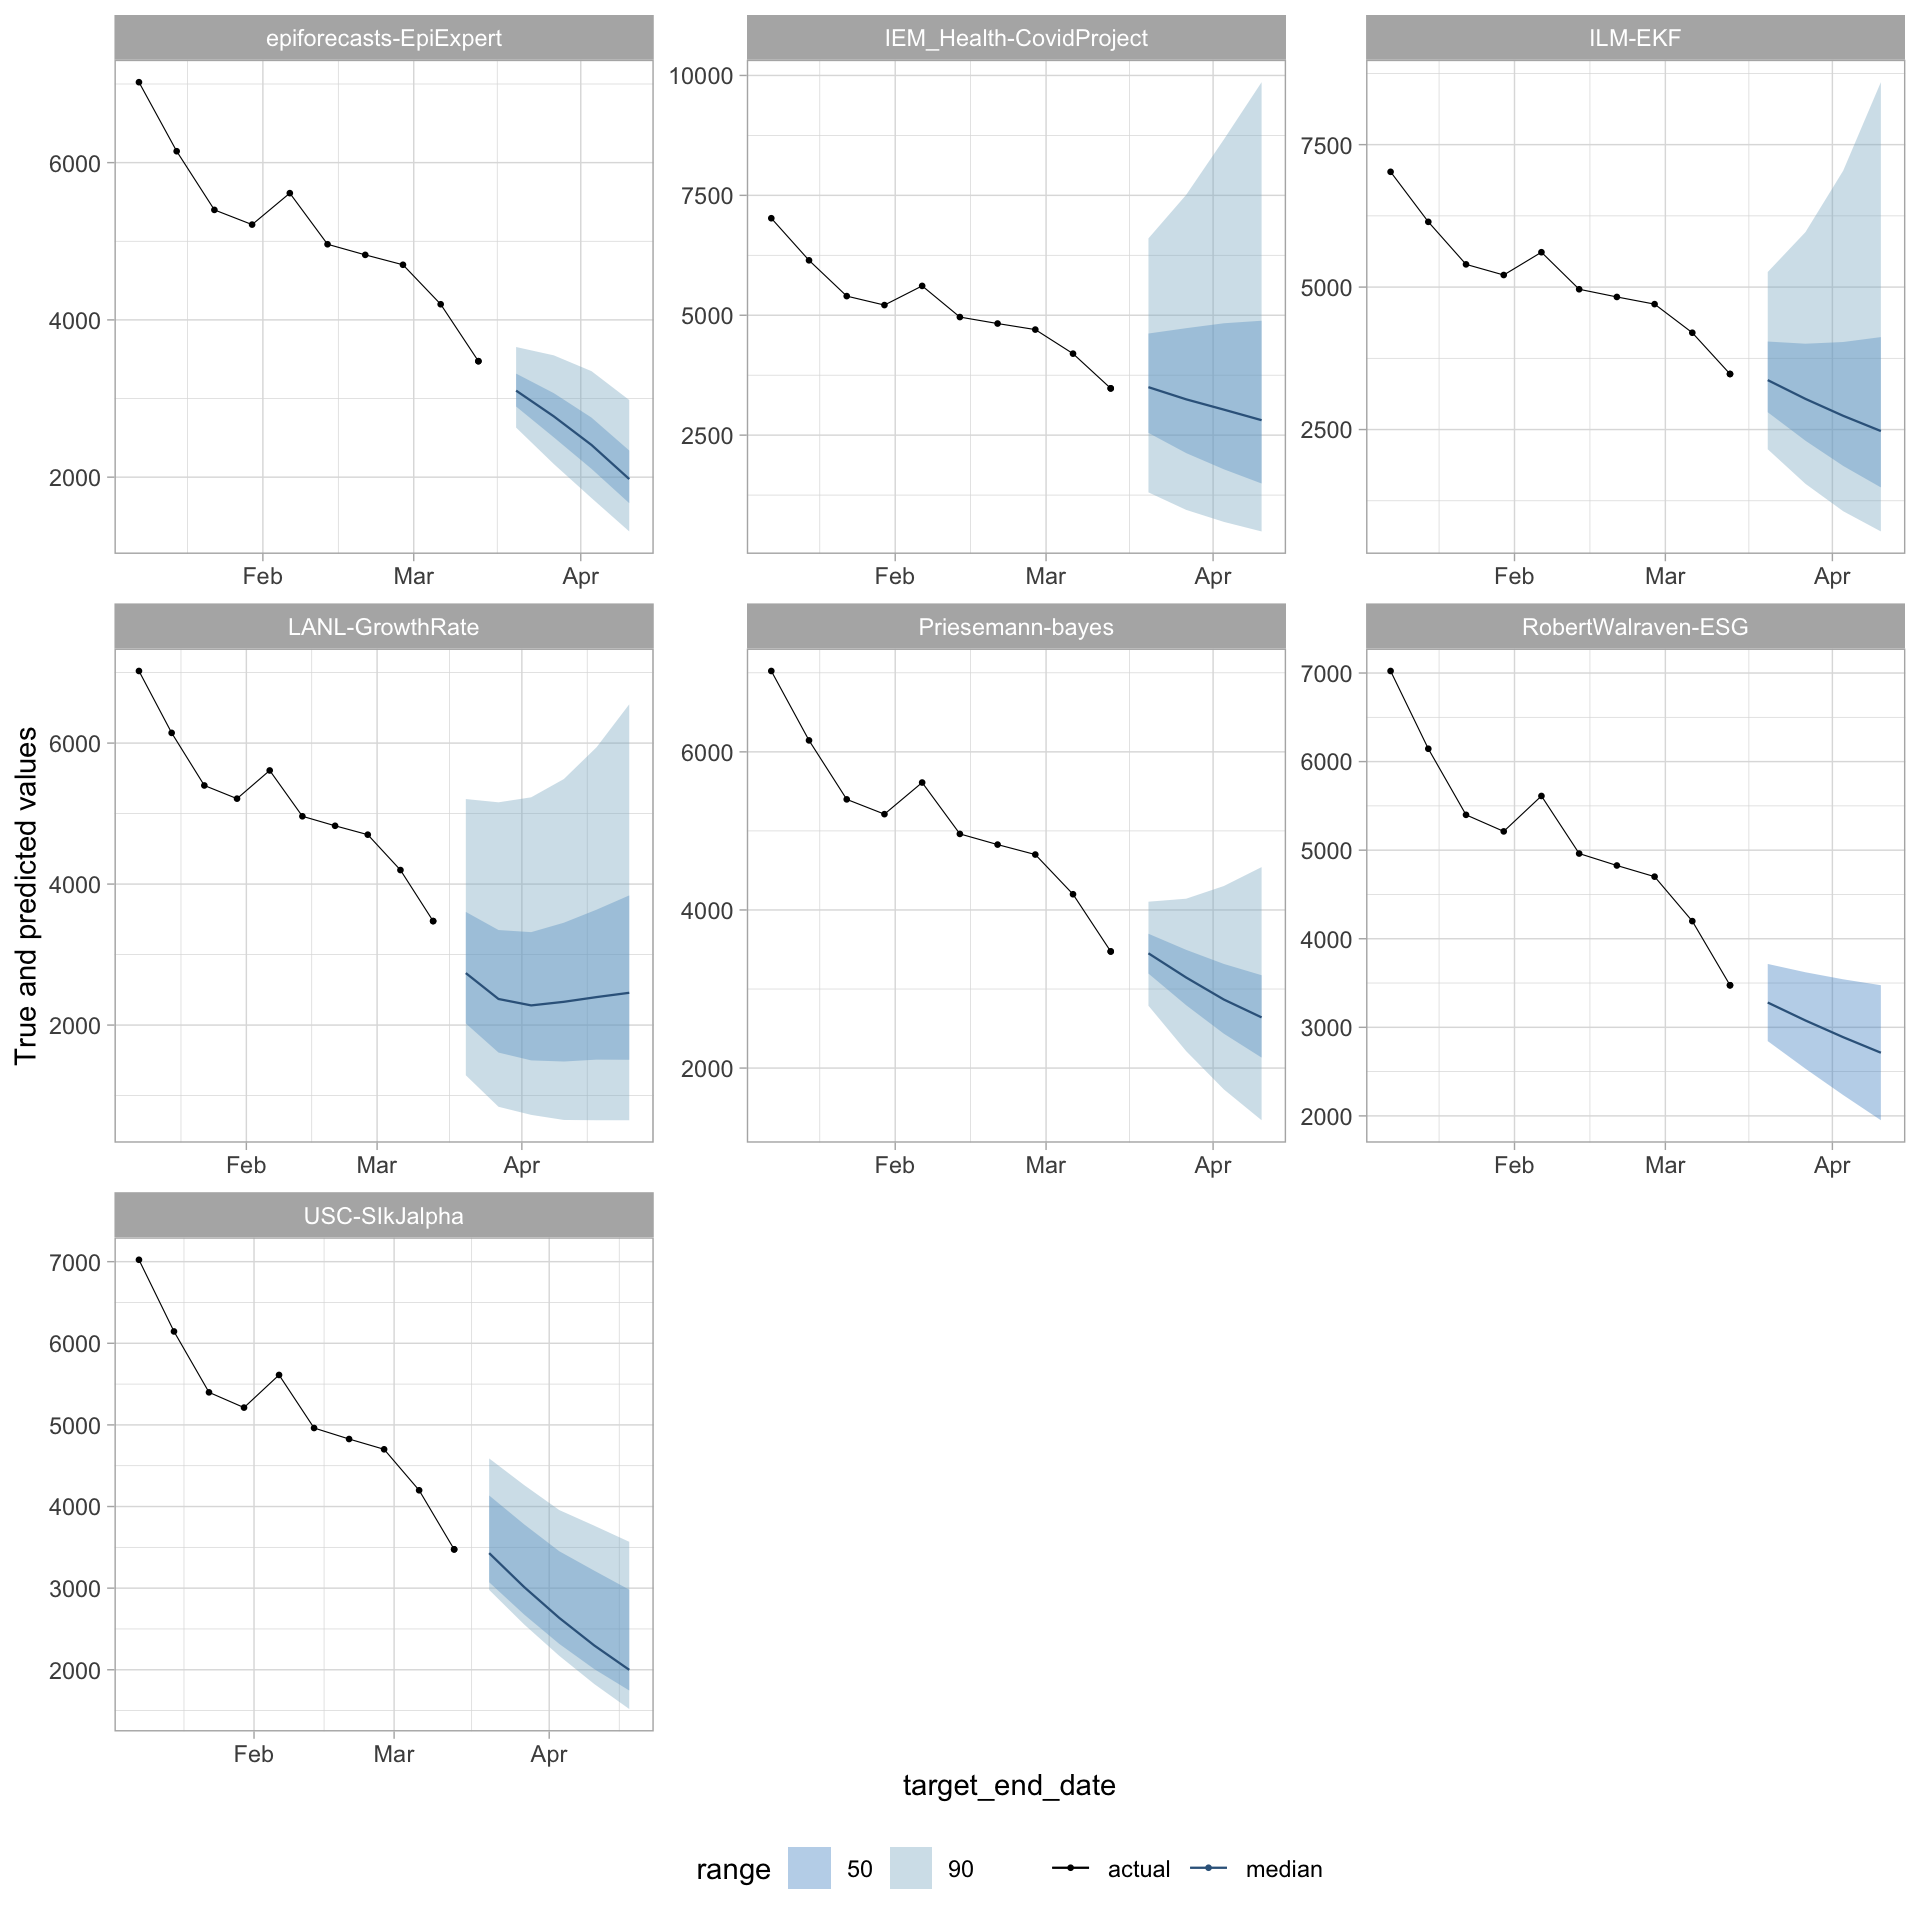 epiforecasts-EpiExpert
IEM_Health-CovidProject
ILM-EKF
6000
4000
2000
10000
7500
5000
2500
7500
5000
2500
Feb Mar Apr
Feb Mar Apr
Feb Mar Apr
LANL-GrowthRate
Priesemann-bayes
RobertWalraven-ESG
True and predicted values
6000
4000
2000
6000
4000
2000
7000
6000
5000
4000
3000
2000
Feb Mar Apr
Feb Mar Apr
Feb Mar Apr
USC-SIkJalpha
7000
6000
5000
4000
3000
2000
Feb Mar Apr
target_end_date
range 50 90 actual median